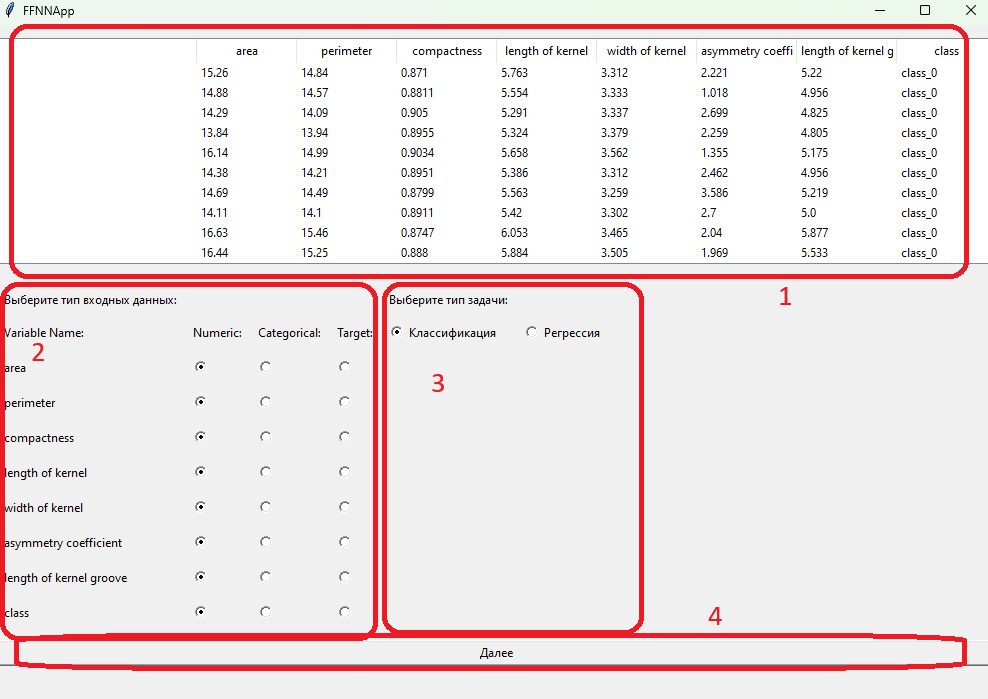 FFNNApp
area perimeter compactness length of kernel width of kernel asymmetry coeffi length of kernel g class
15.26 14.84 0.871 5.763 3.312 2.221 5.22 class_0
14.88 14.57 0.8811 5.554 3.333 1.018 4.956 class_0
14.29 14.09 0.905 5.291 3.337 2.699 4.825 class_0
13.84 13.94 0.8955 5.324 3.379 2.259 4.805 class_0
16.14 14.99 0.9034 5.658 3.562 1.355 5.175 class_0
14.38 14.21 0.8951 5.386 3.312 2.462 4.956 class_0
14.69 14.49 0.8799 5.563 3.259 3.586 5.219 class_0
14.11 14.1 0.8911 5.42 3.302 2.7 5.0 class_0
16.63 15.46 0.8747 6.053 3.465 2.04 5.877 class_0
16.44 15.25 0.888 5.884 3.505 1.969 5.533 class_0
1
Выберите тип входных данных:
Variable Name: Numeric: Categorical: Target:
2
area
perimeter
compactness
length of kernel
width of kernel
asymmetry coefficient
length of kernel groove
class
Выберите тип задачи:
Классификация Регрессия
3
4
Далее